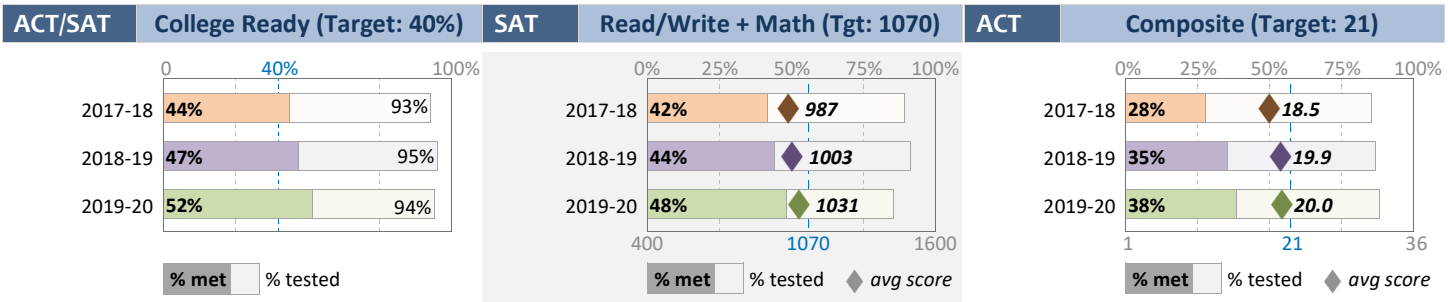 ACT/SAT College Ready (Target: 40%)
0 40% 100%
2017-18 44% 93%
2018-19 47% 95%
2019-20 52% 94%
% met % tested
SAT Read/Write + Math (Tgt: 1070)
0% 25% 50% 75% 100%
2017-18 42% 987
2018-19 44% 1003
2019-20 48% 1031
400 1070 1600
% met % tested avg score
ACT Composite (Target: 21)
0% 25% 50% 75% 100%
2017-18 28% 18.5
2018-19 35% 19.9
2019-20 38% 20.0
1 21 36
% met % tested avg score